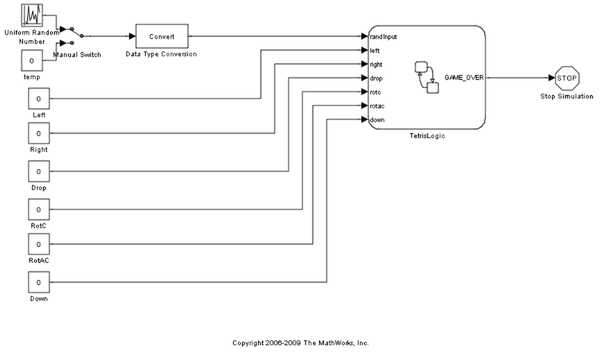 Uniform Random
Number
0
temp
Manual Switch
Convert
Data Type Conversion
0
Left
0
Right
0
Drop
0
RotC
0
RotAC
0
Down
randInput
left
right
drop
rotc
rotac
down
GAME_OVER
TetrisLogic
STOP
Stop Simulation
Copyright 2006-2009 The MathWorks, Inc.